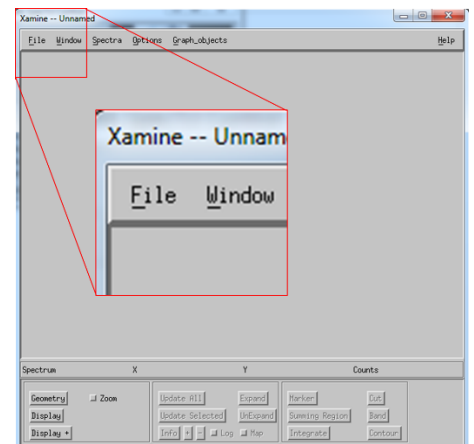 Xamine -- Unnamed
File Window Spectra Options Graph_objects Help
Xamine -- Unnam
File Window
Spectrum X Y Counts
Geometry Zoom Update All Expand Marker Cut
Display Update Selected UnExpand Summing Region Band
Display + Info + - Log Map Integrate Contour